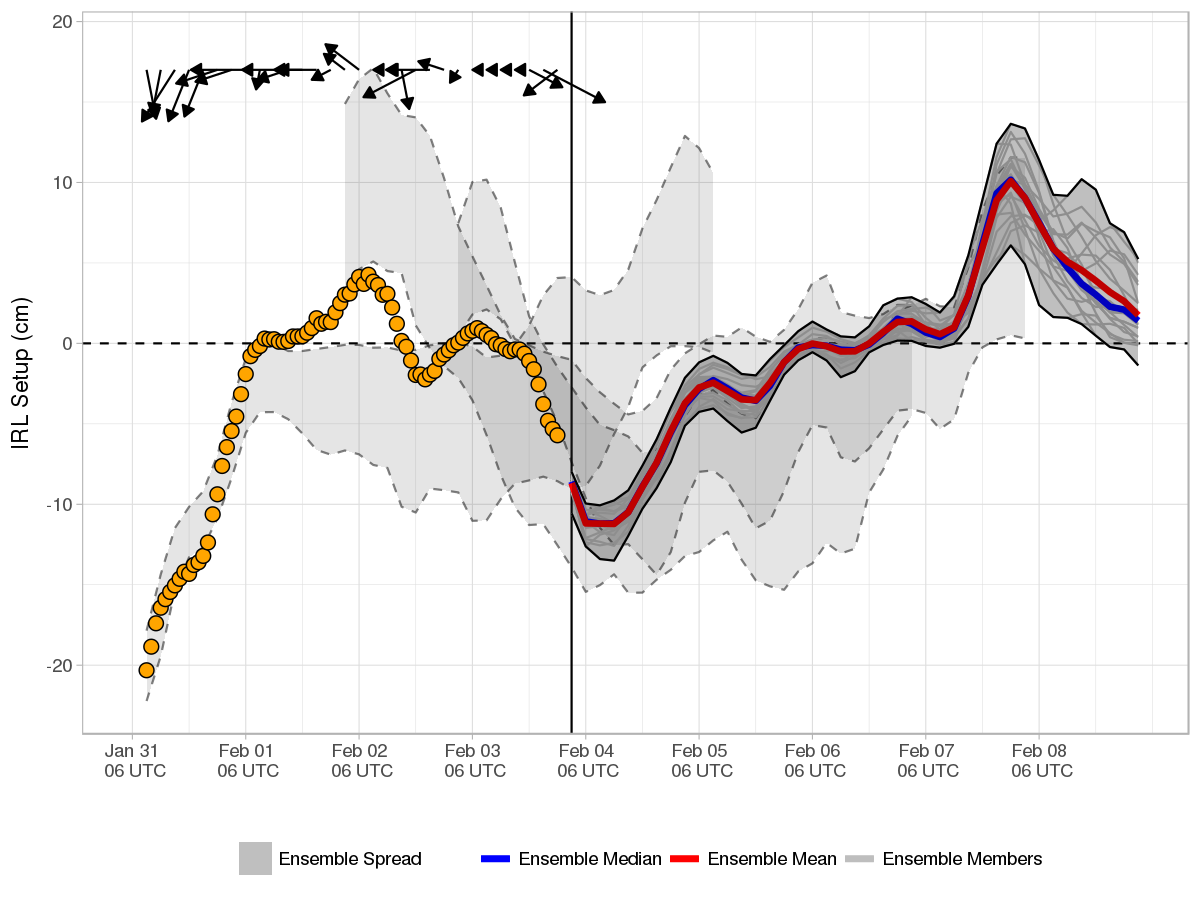 IRL Setup (cm)
20
10
0
-10
-20
Jan 31 Feb 01 Feb 02 Feb 03 Feb 04 Feb 05 Feb 06 Feb 07 Feb 08
06 UTC 06 UTC 06 UTC 06 UTC 06 UTC 06 UTC 06 UTC 06 UTC 06 UTC
Ensemble Spread Ensemble Median Ensemble Mean Ensemble Members